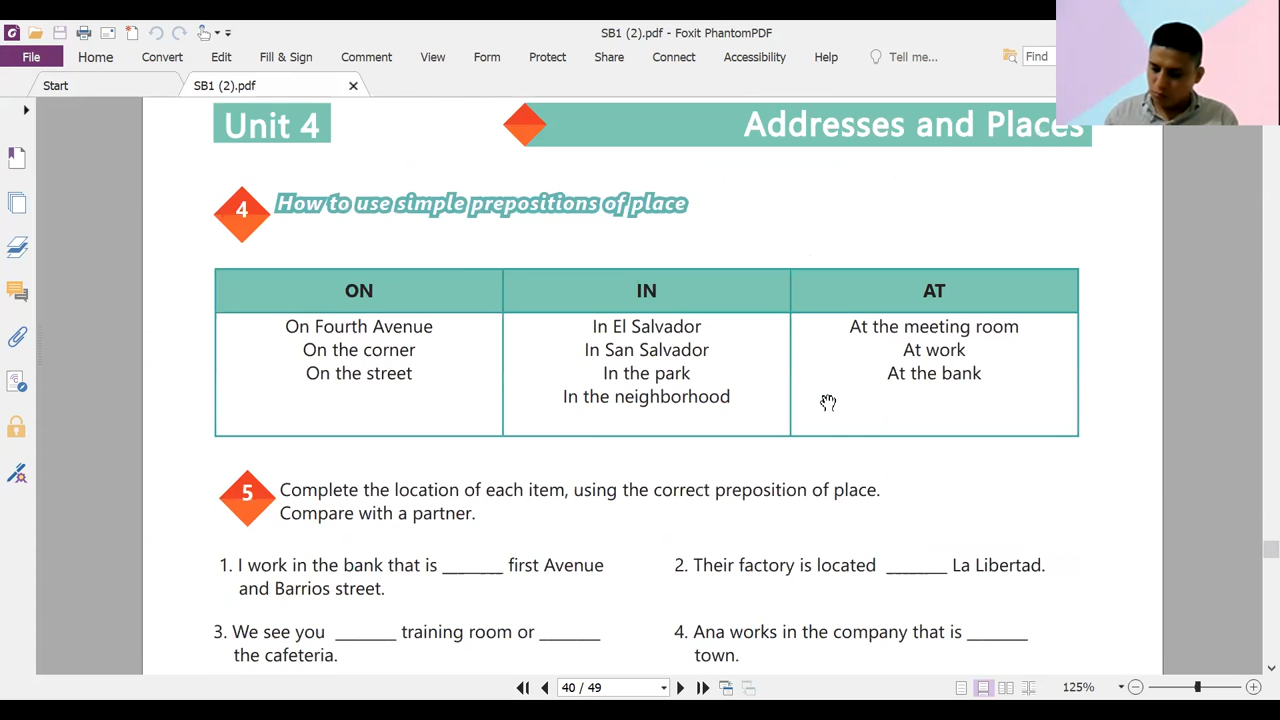 SB1 (2).pdf - Foxit PhantomPDF
File Home Convert Edit Fill & Sign Comment View Form Protect Share Connect Accessibility Help Tell me... Find
Start SB1 (2).pdf
Unit 4 Addresses and Places
4 How to use simple prepositions of place
ON IN AT
On Fourth Avenue In El Salvador At the meeting room
On the corner In San Salvador At work
On the street In the park At the bank
In the neighborhood
5 Complete the location of each item, using the correct preposition of place.
Compare with a partner.
1. I work in the bank that is _______ first Avenue 2. Their factory is located _______ La Libertad.
and Barrios street.
3. We see you _______ training room or _______ 4. Ana works in the company that is _______
the cafeteria. town.
40 / 49 125%